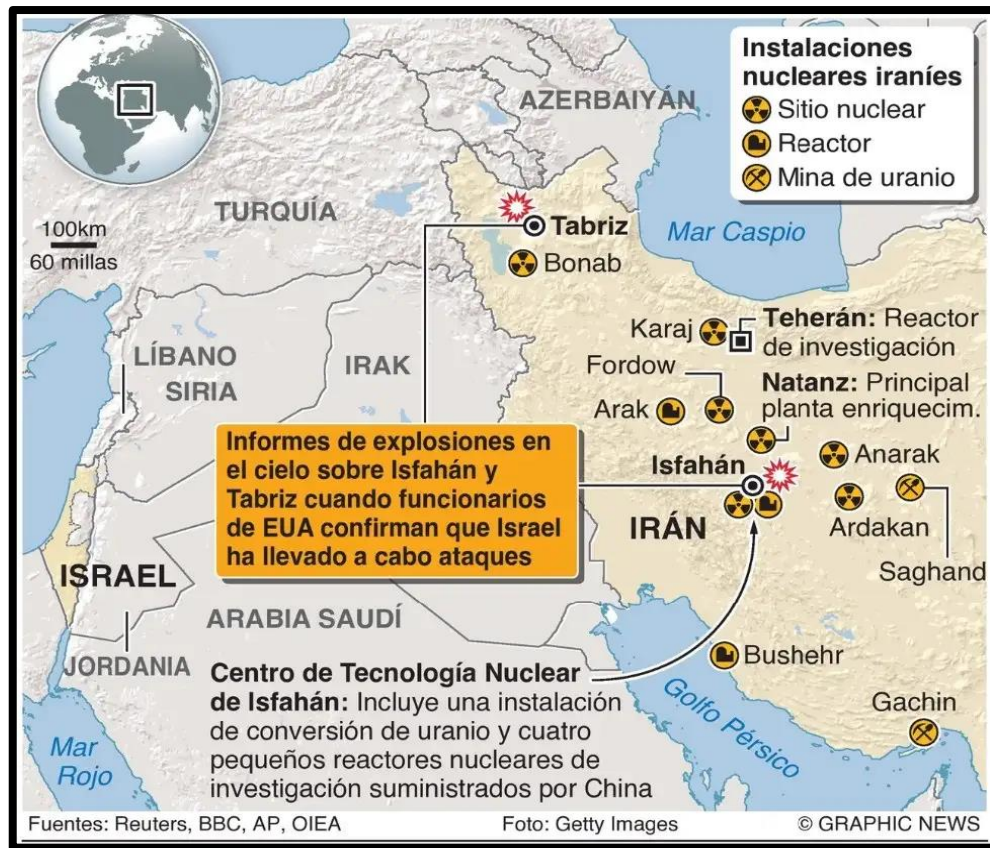 Instalaciones
nucleares iraníes
Sitio nuclear
Reactor
Mina de uranio
AZERBAIYÁN
TURQUÍA
100km
60 millas
Tabriz
Mar Caspio
Bonab
Karaj
Teherán: Reactor
de investigación
Fordow
LÍBANO
SIRIA
IRAK
Arak
Natanz: Principal
planta enriquecim.
Informes de explosiones en
el cielo sobre Isfahán y
Tabriz cuando funcionarios
de EUA confirman que Israel
ha llevado a cabo ataques
Isfahán
Anarak
IRÁN
Ardakan
ISRAEL
Saghand
ARABIA SAUDÍ
JORDANIA
Centro de Tecnología Nuclear
de Isfahán: Incluye una instalación
de conversión de uranio y cuatro
pequeños reactores nucleares de
investigación suministrados por China
Bushehr
Golfo Pérsico
Gachin
Mar
Rojo
Fuentes: Reuters, BBC, AP, OIEA
Foto: Getty Images
© GRAPHIC NEWS